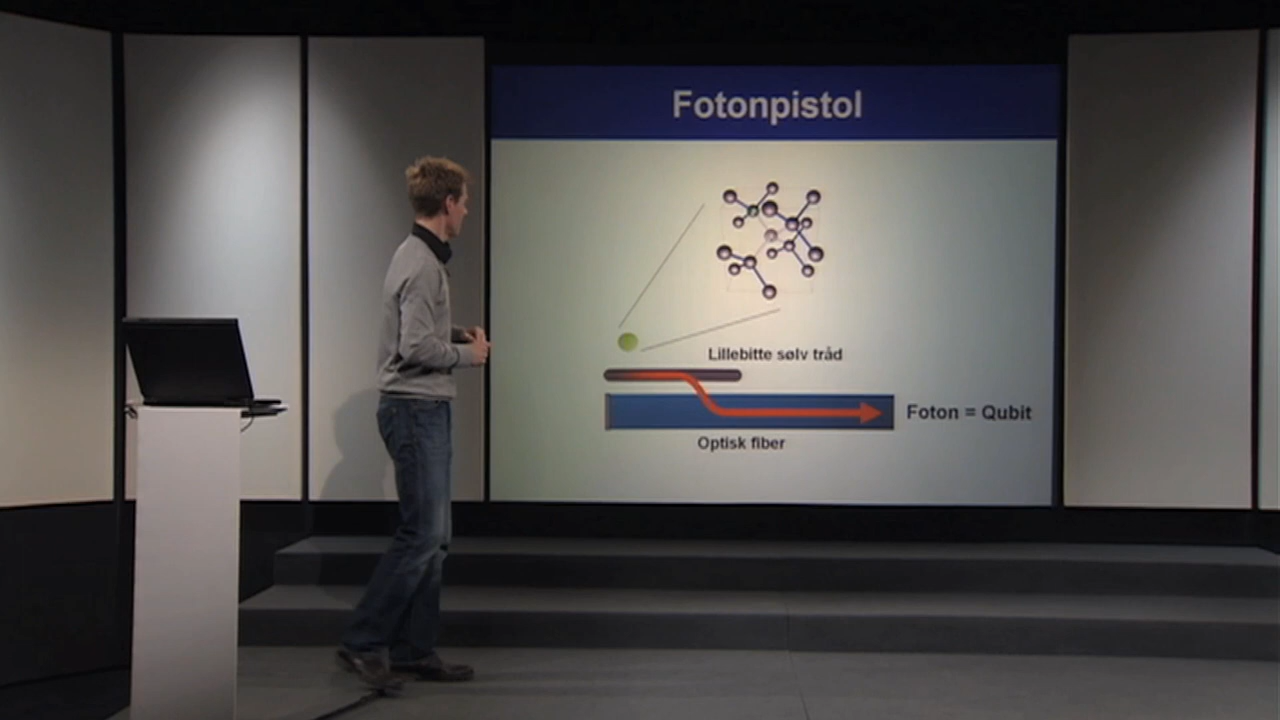 Fotonpistol
Lillebitte sølv tråd
Foton = Qubit
Optisk fiber